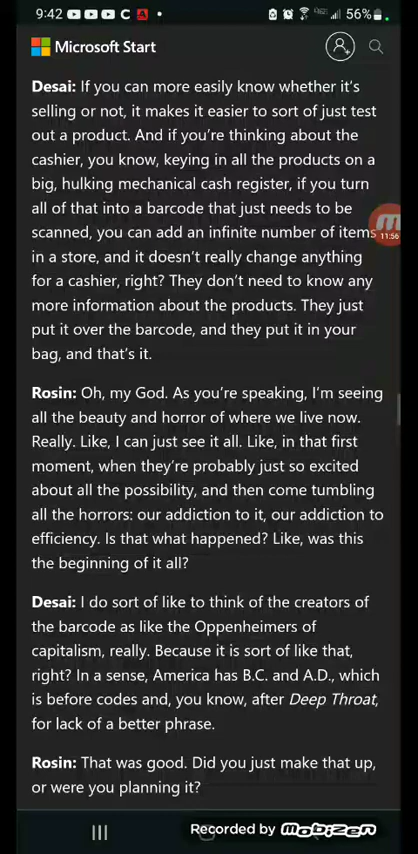 9:42 56%
Microsoft Start
Desai: If you can more easily know whether it's
selling or not, it makes it easier to sort of just test
out a product. And if you're thinking about the
cashier, you know, keying in all the products on a
big, hulking mechanical cash register, if you turn
all of that into a barcode that just needs to be
scanned, you can add an infinite number of items
11:56
in a store, and it doesn't really change anything
for a cashier, right? They don't need to know any
more information about the products. They just
put it over the barcode, and they put it in your
bag, and that's it.
Rosin: Oh, my God. As you're speaking, I'm seeing
all the beauty and horror of where we live now.
Really. Like, I can just see it all. Like, in that first
moment, when they're probably just so excited
about all the possibility, and then come tumbling
all the horrors: our addiction to it, our addiction to
efficiency. Is that what happened? Like, was this
the beginning of it all?
Desai: I do sort of like to think of the creators of
the barcode as like the Oppenheimers of
capitalism, really. Because it is sort of like that,
right? In a sense, America has B.C. and A.D., which
is before codes and, you know, after Deep Throat,
for lack of a better phrase.
Rosin: That was good. Did you just make that up,
or were you planning it?
Recorded by mobizen